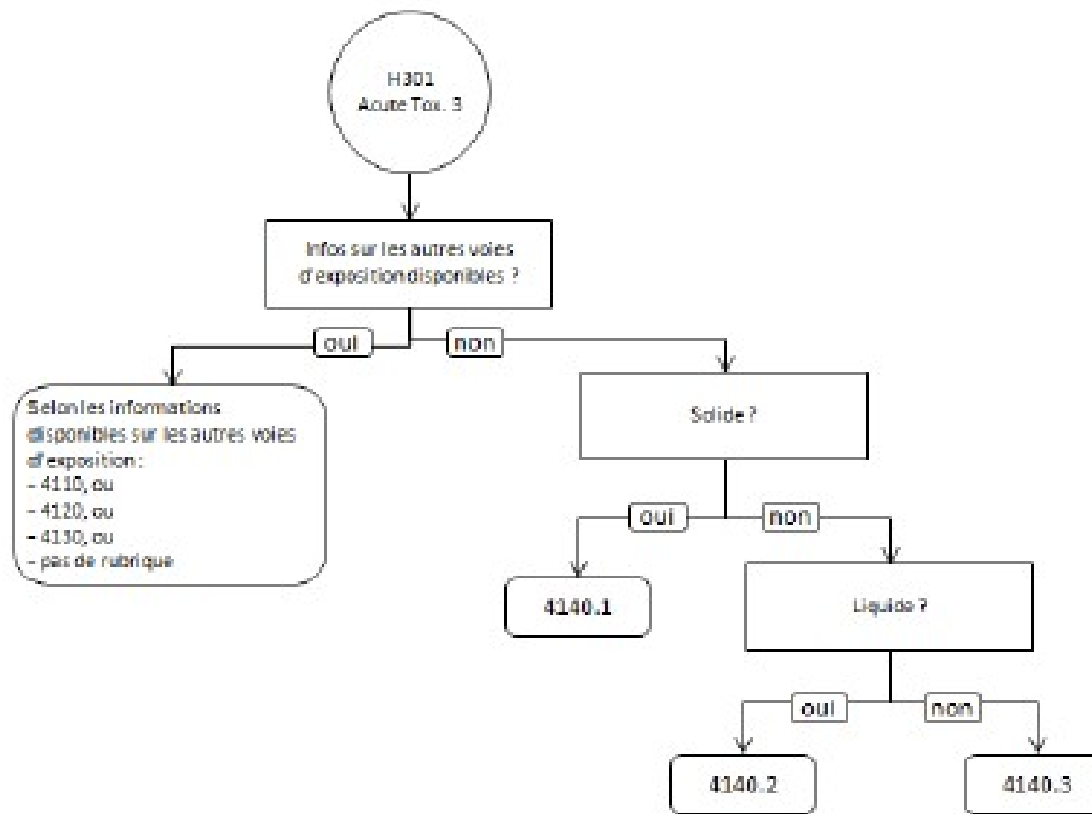 H301
Acute Tox. 3
Infos sur les autres voies
d'exposition disponibles ?
oui
non
Selon les informations
disponibles sur les autres voies
d'exposition :
– 4110, ou
– 4120, ou
– 4130, ou
– pas de rubrique
Solide ?
oui
non
4140.1
Liquide ?
oui
non
4140.2
4140.3